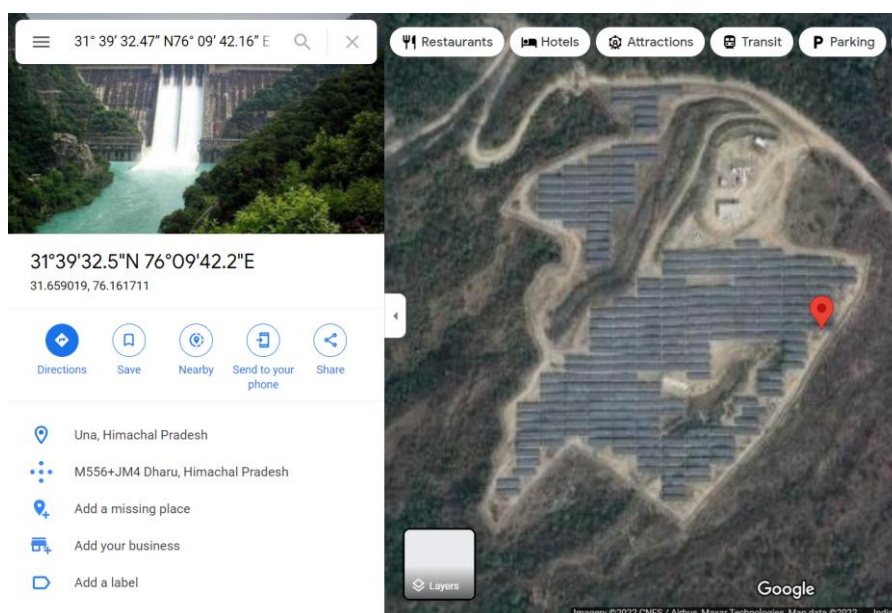 31° 39' 32.47” N76° 09' 42.16” E
Restaurants
Hotels
Attractions
Transit
P Parking
31°39'32.5"N 76°09'42.2"E
31.659019, 76.161711
Directions
Save
Nearby
Send to your
phone
Share
Una, Himachal Pradesh
M556+JM4 Dharu, Himachal Pradesh
Add a missing place
Add your business
Add a label
Layers
Google
Imagery ©2022 CNES / Airbus, Maxar Technologies, Map data ©2022